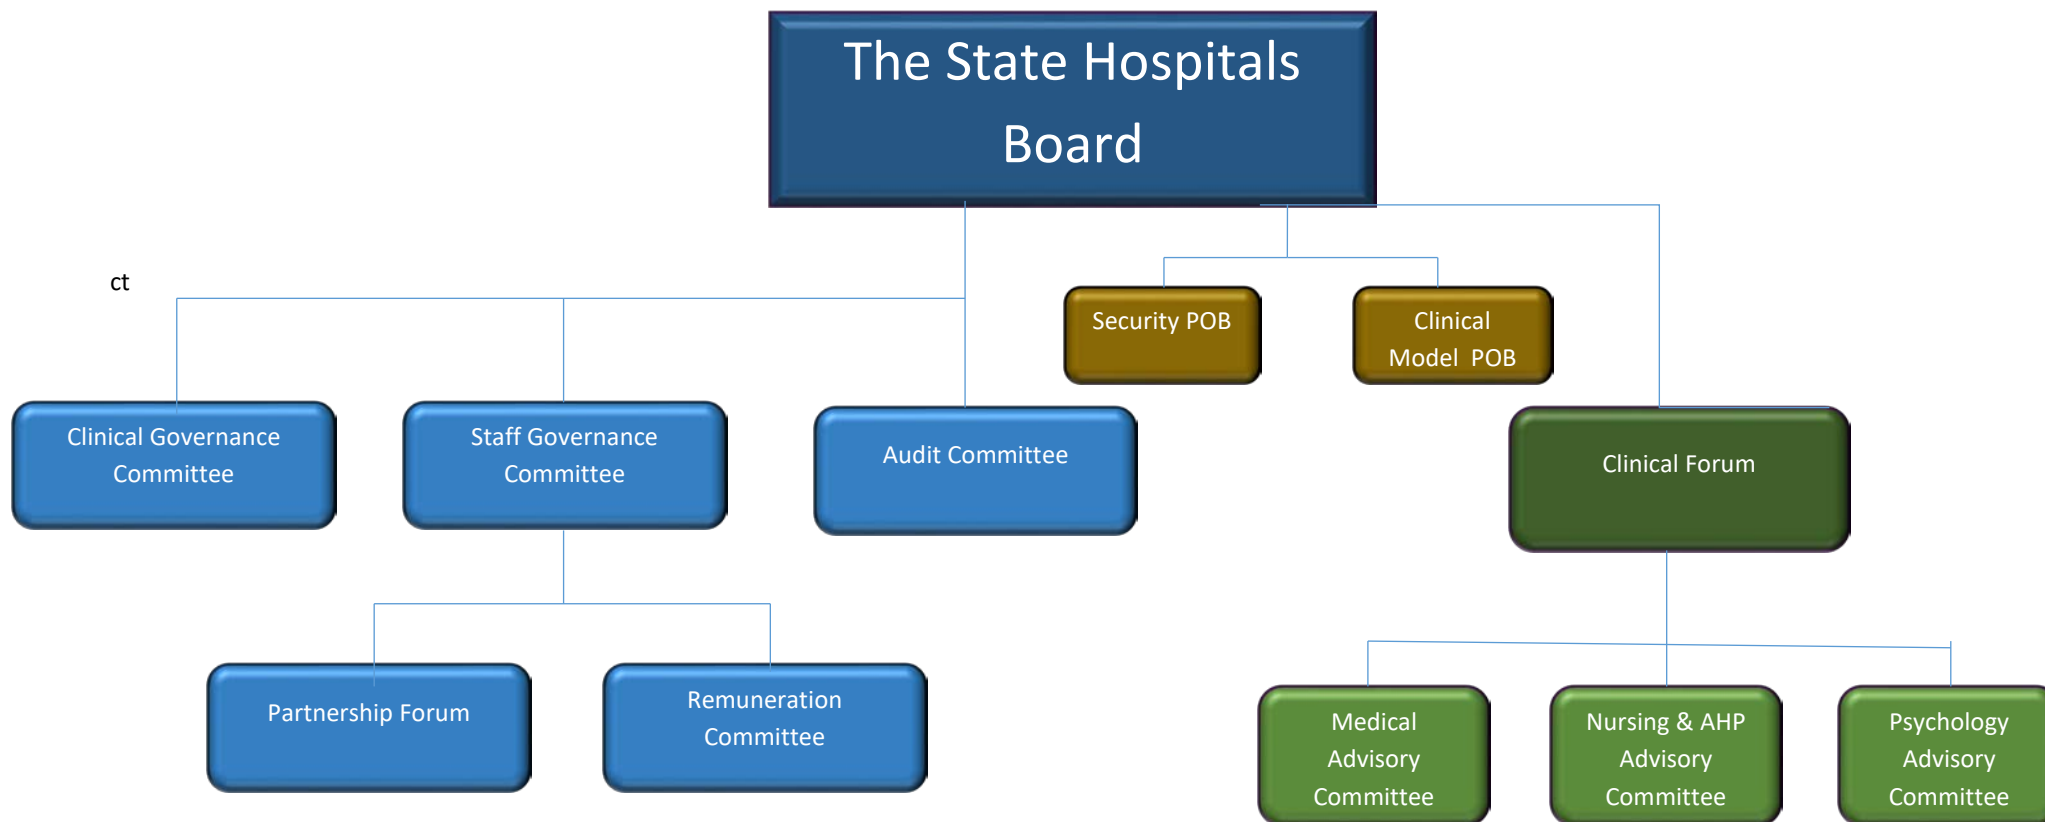 The State Hospitals
Board
ct
Security POB
Clinical
Model POB
Clinical Governance
Committee
Staff Governance
Committee
Audit Committee
Clinical Forum
Partnership Forum
Remuneration
Committee
Medical
Advisory
Committee
Nursing & AHP
Advisory
Committee
Psychology
Advisory
Committee